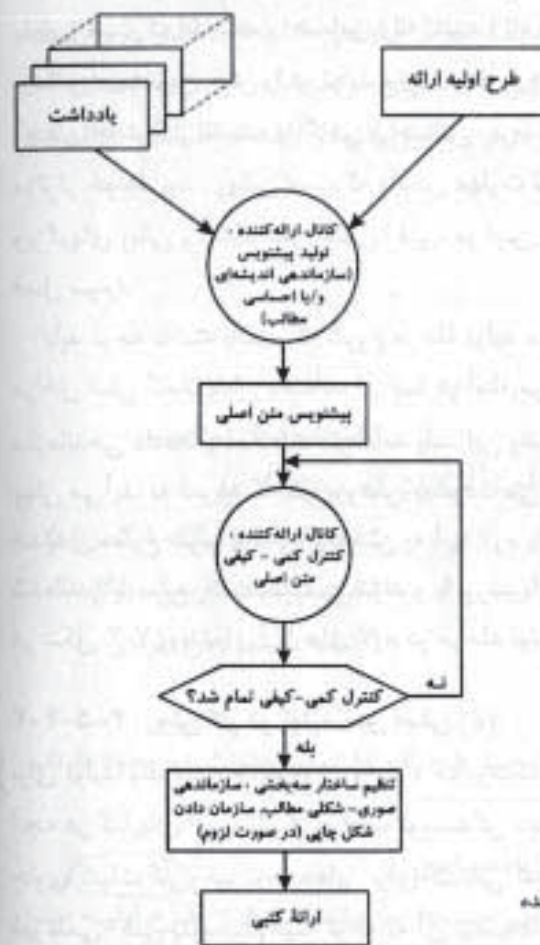 طرح اولیه ارائه
یادداشت
کانال ارائه‌کننده ،
تولید پیشنویس
(سازماندهی اندیشه‌ای
و/یا احساسی
مطالب)
پیشنویس متن اصلی
کانال ارائه‌کننده ،
کنترل کمی - کیفی
متن اصلی
نه
کنترل کمی-کیفی تمام شد؟
بله
تنظیم ساختار سه‌بخشی ، سازماندهی
صوری- شکلی مطالب، سازمان دادن
شکل چاپی (در صورت لزوم)
ارائهٔ کتبی